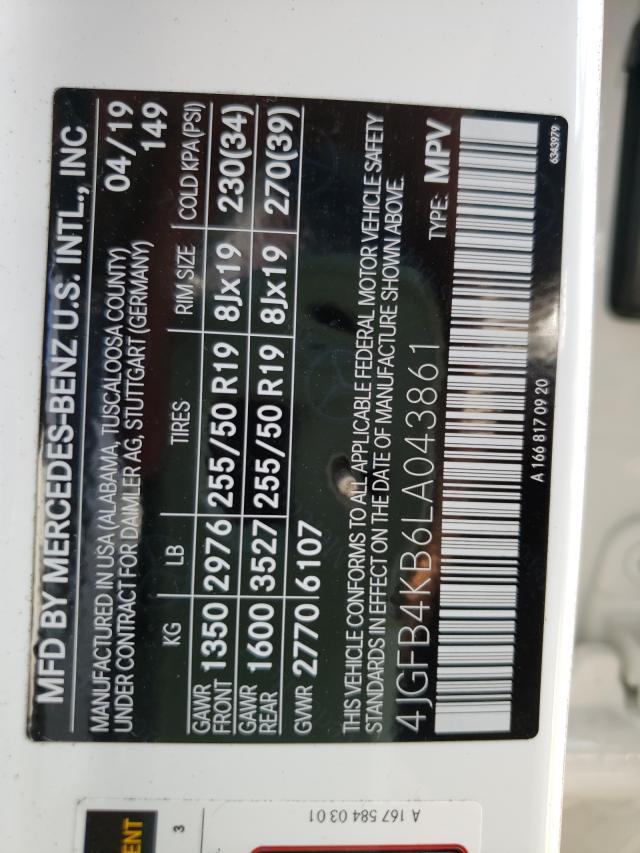 MFD BY MERCEDES-BENZ U.S. INTL., INC
MANUFACTURED IN USA (ALABAMA, TUSCALOOSA COUNTY) 04/19
UNDER CONTRACT FOR DAIMLER AG, STUTTGART (GERMANY) 149
KG LB TIRES RIM SIZE COLD KPA(PSI)
GAWR FRONT 1350 2976 255/50 R19 8Jx19 230(34)
GAWR REAR 1600 3527 255/50 R19 8Jx19 270(39)
GVWR 2770 6107
THIS VEHICLE CONFORMS TO ALL APPLICABLE FEDERAL MOTOR VEHICLE SAFETY
STANDARDS IN EFFECT ON THE DATE OF MANUFACTURE SHOWN ABOVE.
4JGFB4KB6LA043861 TYPE: MPV
A 166 817 09 20 6343979
ENT
3
A 167 584 03 01